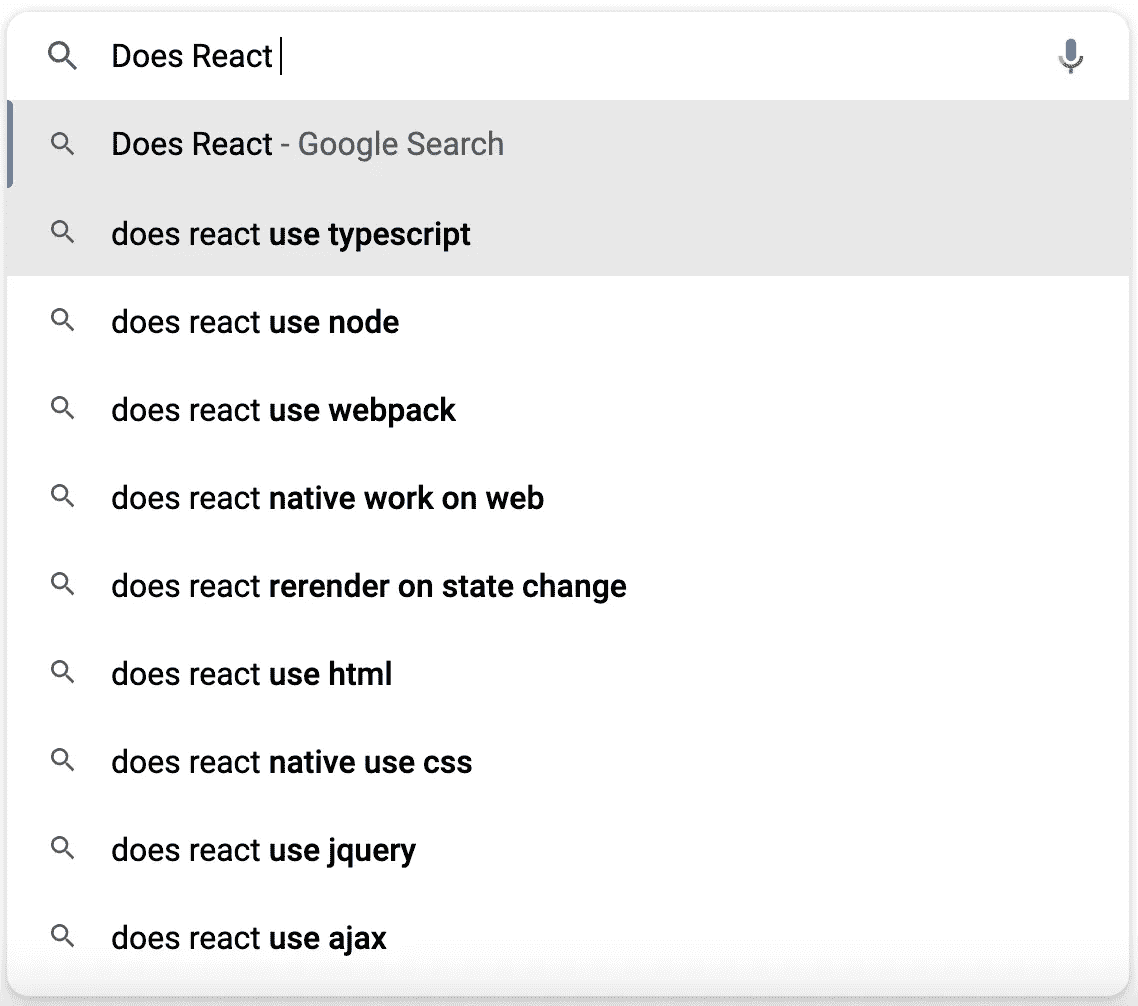 Does React
Does React - Google Search
does react use typescript
does react use node
does react use webpack
does react native work on web
does react rerender on state change
does react use html
does react native use css
does react use jquery
does react use ajax